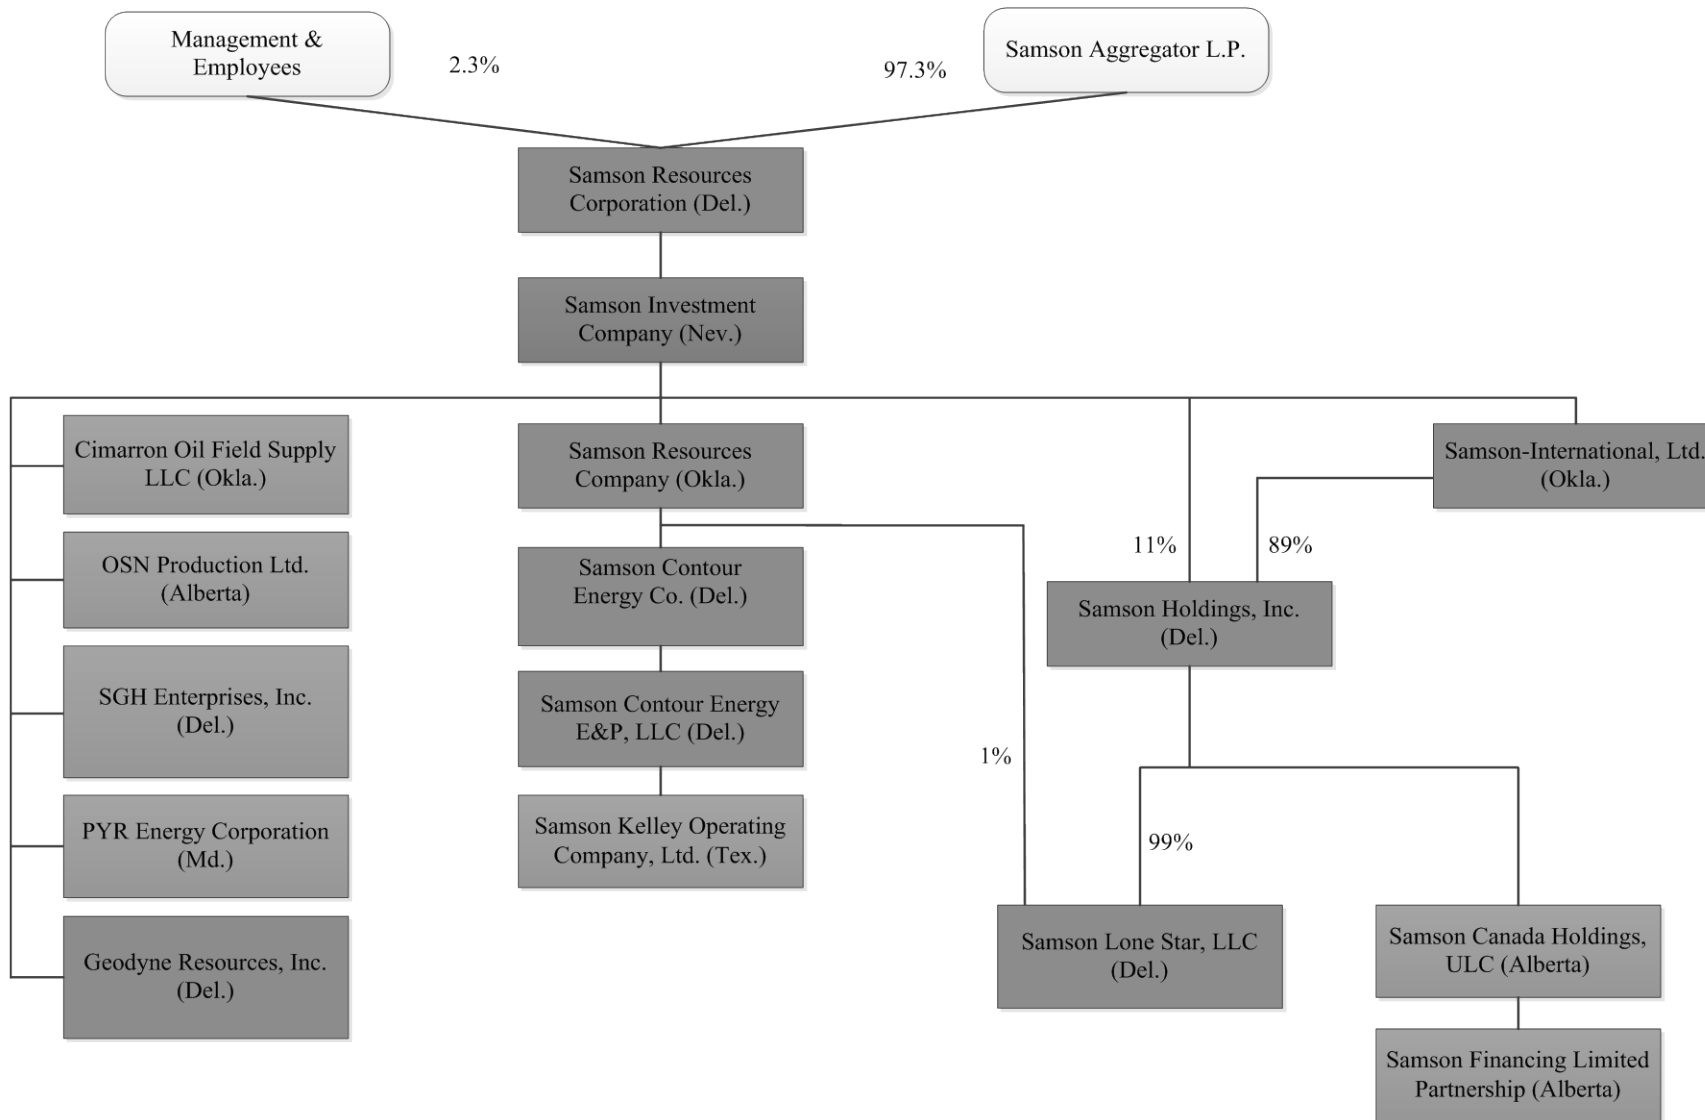 Management &
Employees
2.3%
97.3%
Samson Aggregator L.P.
Samson Resources
Corporation (Del.)
Samson Investment
Company (Nev.)
Cimarron Oil Field Supply
LLC (Okla.)
OSN Production Ltd.
(Alberta)
SGH Enterprises, Inc.
(Del.)
PYR Energy Corporation
(Md.)
Geodyne Resources, Inc.
(Del.)
Samson Resources
Company (Okla.)
Samson Contour
Energy Co. (Del.)
Samson Contour Energy
E&P, LLC (Del.)
Samson Kelley Operating
Company, Ltd. (Tex.)
Samson-International, Ltd.
(Okla.)
11%
89%
Samson Holdings, Inc.
(Del.)
1%
99%
Samson Lone Star, LLC
(Del.)
Samson Canada Holdings,
ULC (Alberta)
Samson Financing Limited
Partnership (Alberta)